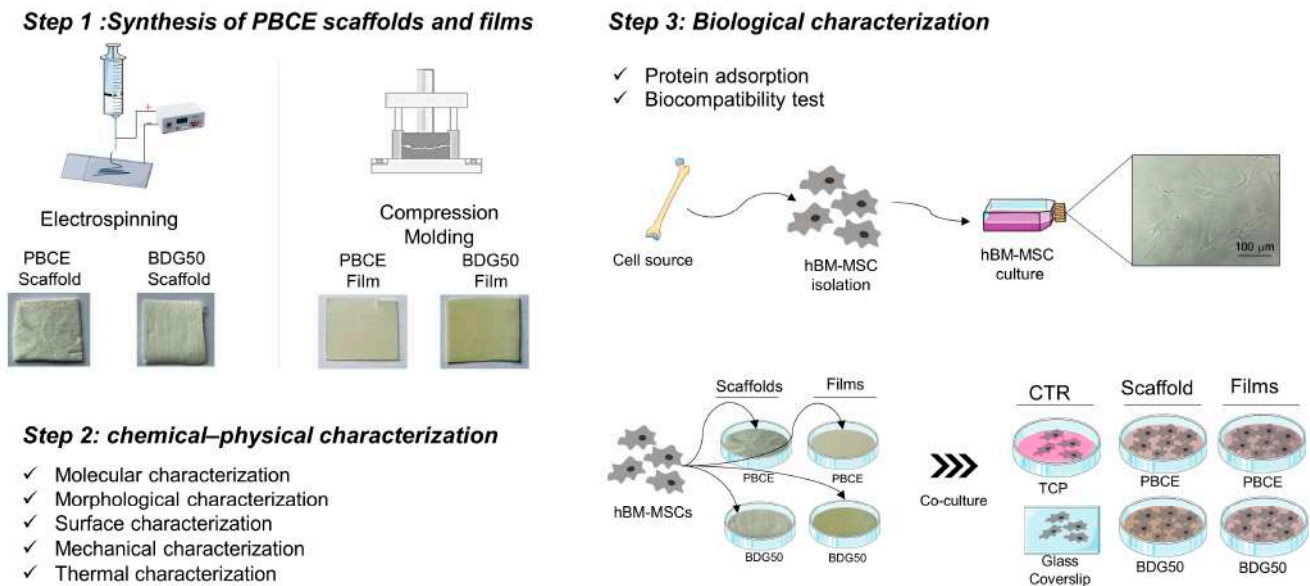 Step 1 :Synthesis of PBCE scaffolds and films
Electrospinning
Compression
Molding
PBCE
Scaffold
BDG50
Scaffold
PBCE
Film
BDG50
Film
Step 2: chemical–physical characterization
✓ Molecular characterization
✓ Morphological characterization
✓ Surface characterization
✓ Mechanical characterization
✓ Thermal characterization
Step 3: Biological characterization
✓ Protein adsorption
✓ Biocompatibility test
Cell source
hBM-MSC
isolation
hBM-MSC
culture
100 µm
Scaffolds
Films
hBM-MSCs
PBCE
PBCE
BDG50
BDG50
Co-culture
CTR
Scaffold
Films
TCP
PBCE
PBCE
Glass
Coverslip
BDG50
BDG50